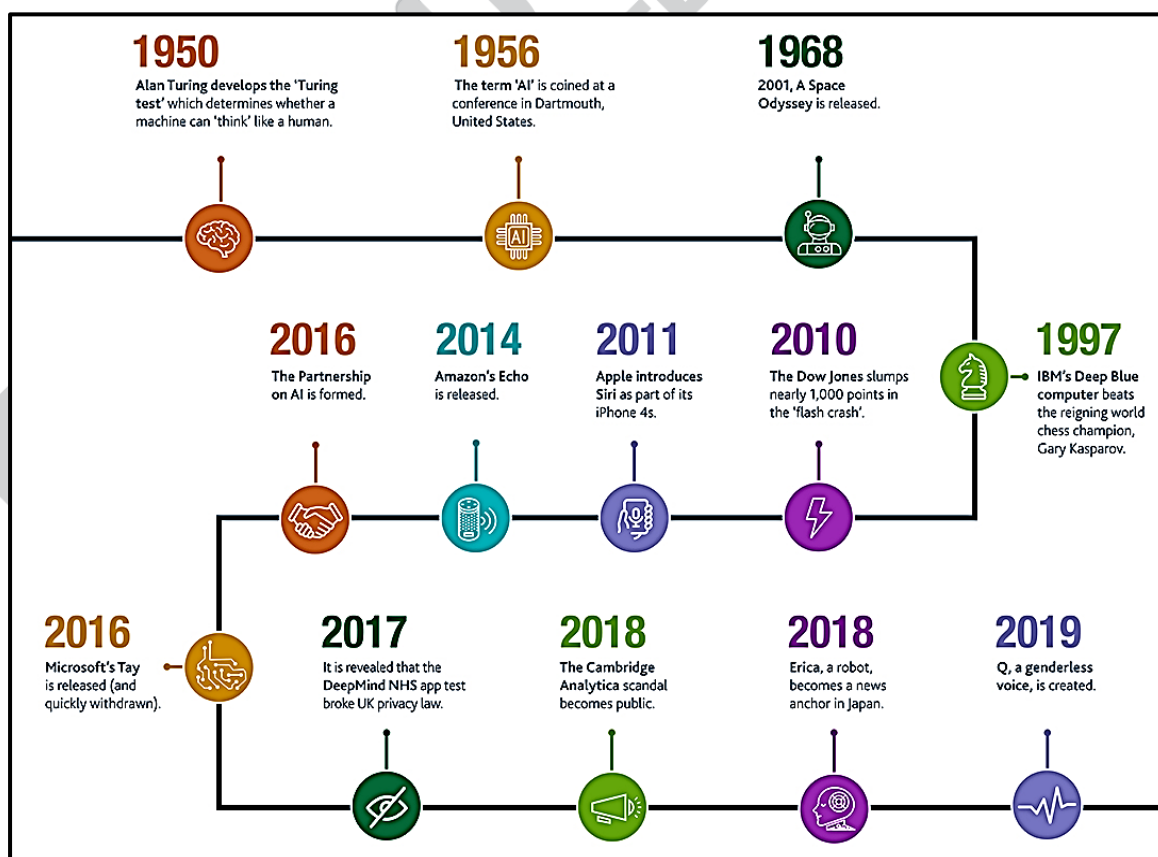 1950
Alan Turing develops the ‘Turing
test’ which determines whether a
machine can ‘think’ like a human.
1956
The term ‘AI’ is coined at a
conference in Dartmouth,
United States.
1968
2001, A Space
Odyssey is released.
AI
1997
IBM’s Deep Blue
computer beats
the reigning world
chess champion,
Gary Kasparov.
2010
The Dow Jones slumps
nearly 1,000 points in
the ‘flash crash’.
2011
Apple introduces
Siri as part of its
iPhone 4s.
2014
Amazon’s Echo
is released.
2016
The Partnership
on AI is formed.
2016
Microsoft’s Tay
is released (and
quickly withdrawn).
2017
It is revealed that the
DeepMind NHS app test
broke UK privacy law.
2018
The Cambridge
Analytica scandal
becomes public.
2018
Erica, a robot,
becomes a news
anchor in Japan.
2019
Q, a genderless
voice, is created.